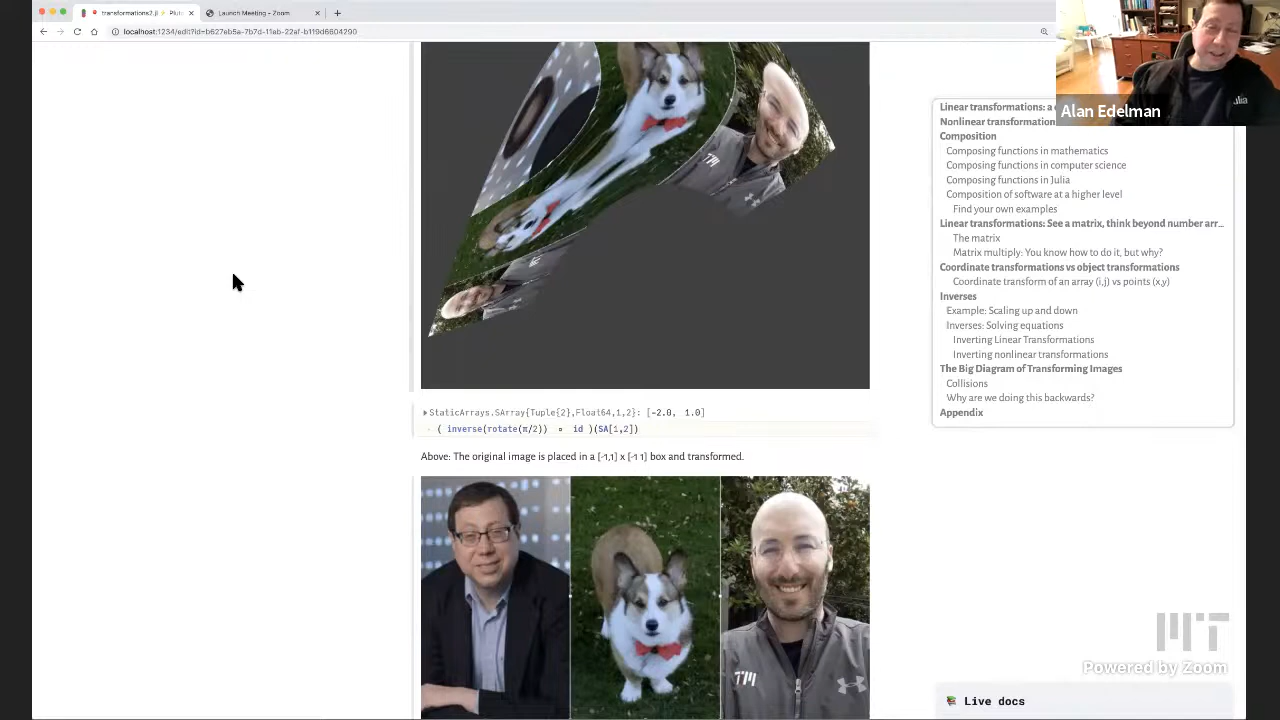 transformations2.jl ⚡ Pluto
Launch Meeting - Zoom
localhost:1234/edit?id=b627eb5a-7b7d-11eb-22af-b119d6604290
Julia
Alan Edelman
Linear transformations: a c
Nonlinear transformation
Composition
Composing functions in mathematics
Composing functions in computer science
Composing functions in Julia
Composition of software at a higher level
Find your own examples
Linear transformations: See a matrix, think beyond number arr...
The matrix
Matrix multiply: You know how to do it, but why?
Coordinate transformations vs object transformations
Coordinate transform of an array (i,j) vs points (x,y)
Inverses
Example: Scaling up and down
Inverses: Solving equations
Inverting Linear Transformations
Inverting nonlinear transformations
The Big Diagram of Transforming Images
Collisions
Why are we doing this backwards?
Appendix
TM
StaticArrays.SArray{Tuple{2},Float64,1,2}: [-2.0, 1.0]
( inverse(rotate(π/2)) ∘ id )(SA[1,2])
Above: The original image is placed in a [-1,1] x [-1 1] box and transformed.
TM
MIT
Powered by Zoom
Live docs